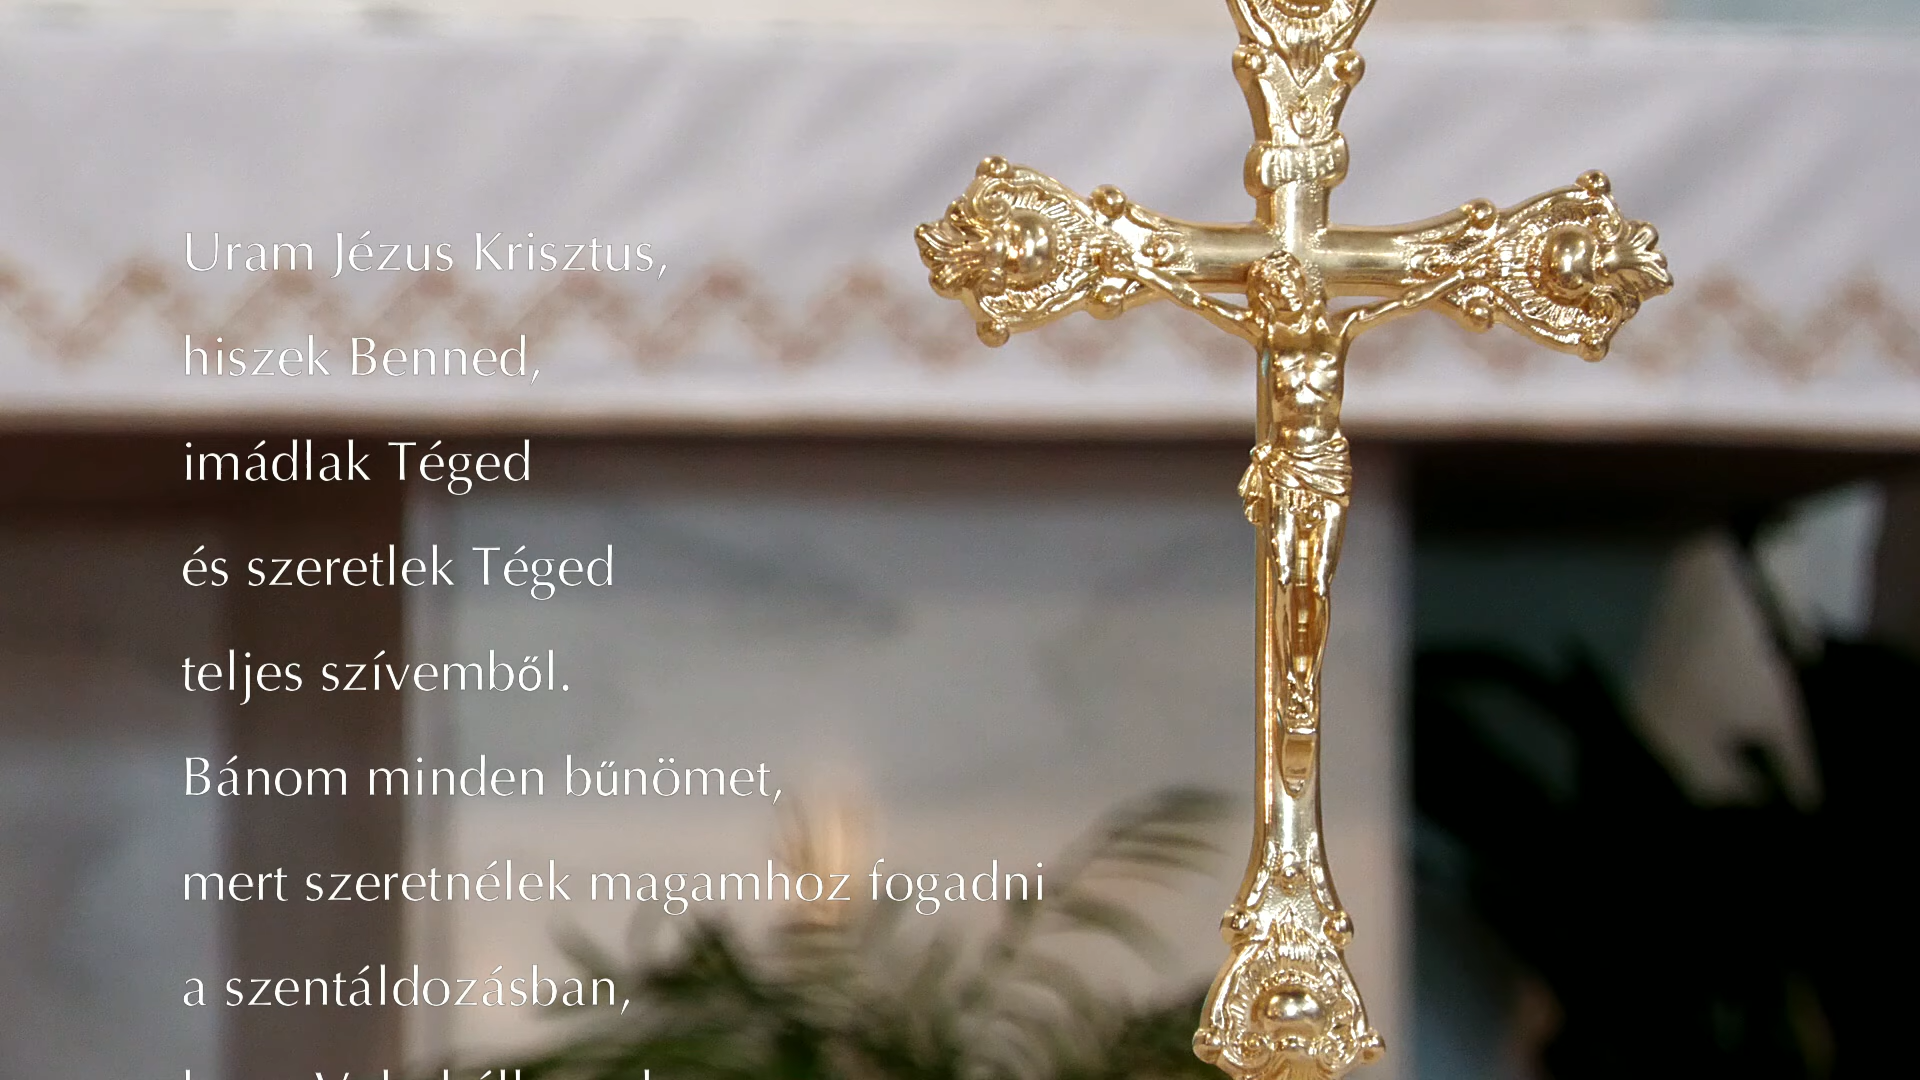 Uram Jézus Krisztus,
hiszek Benned,
imádlak Téged
és szeretlek Téged
teljes szívemből.
Bánom minden bűnömet,
mert szeretnélek magamhoz fogadni
a szentáldozásban,